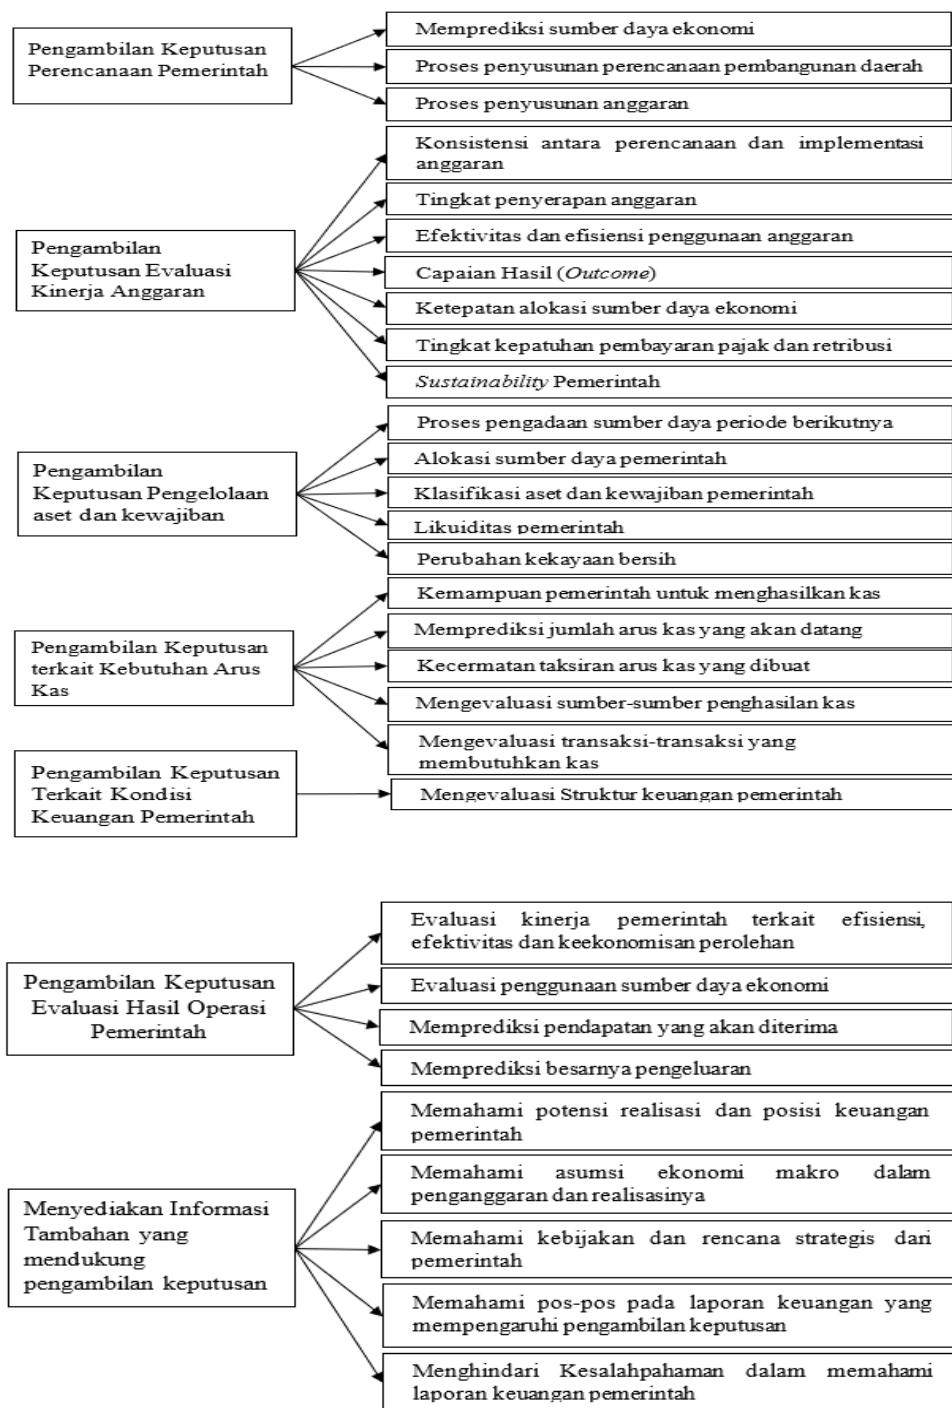 Pengambilan Keputusan
Perencanaan Pemerintah
Memprediksi sumber daya ekonomi
Proses penyusunan perencanaan pembangunan daerah
Proses penyusunan anggaran
Pengambilan
Keputusan Evaluasi
Kinerja Anggaran
Konsistensi antara perencanaan dan implementasi
anggaran
Tingkat penyerapan anggaran
Efektivitas dan efisiensi penggunaan anggaran
Capaian Hasil (Outcome)
Ketepatan alokasi sumber daya ekonomi
Tingkat kepatuhan pembayaran pajak dan retribusi
Sustainability Pemerintah
Pengambilan
Keputusan Pengelolaan
aset dan kewajiban
Proses pengadaan sumber daya periode berikutnya
Alokasi sumber daya pemerintah
Klasifikasi aset dan kewajiban pemerintah
Likuiditas pemerintah
Perubahan kekayaan bersih
Pengambilan Keputusan
terkait Kebutuhan Arus
Kas
Kemampuan pemerintah untuk menghasilkan kas
Memprediksi jumlah arus kas yang akan datang
Kecermatan taksiran arus kas yang dibuat
Mengevaluasi sumber-sumber penghasilan kas
Mengevaluasi transaksi-transaksi yang
membutuhkan kas
Pengambilan Keputusan
Terkait Kondisi
Keuangan Pemerintah
Mengevaluasi Struktur keuangan pemerintah
Pengambilan Keputusan
Evaluasi Hasil Operasi
Pemerintah
Evaluasi kinerja pemerintah terkait efisiensi,
efektivitas dan keekonomisan perolehan
Evaluasi penggunaan sumber daya ekonomi
Memprediksi pendapatan yang akan diterima
Memprediksi besarnya pengeluaran
Menyediakan Informasi
Tambahan yang
mendukung
pengambilan keputusan
Memahami potensi realisasi dan posisi keuangan
pemerintah
Memahami asumsi ekonomi makro dalam
penganggaran dan realisasinya
Memahami kebijakan dan rencana strategis dari
pemerintah
Memahami pos-pos pada laporan keuangan yang
mempengaruhi pengambilan keputusan
Menghindari Kesalahpahaman dalam memahami
laporan keuangan pemerintah